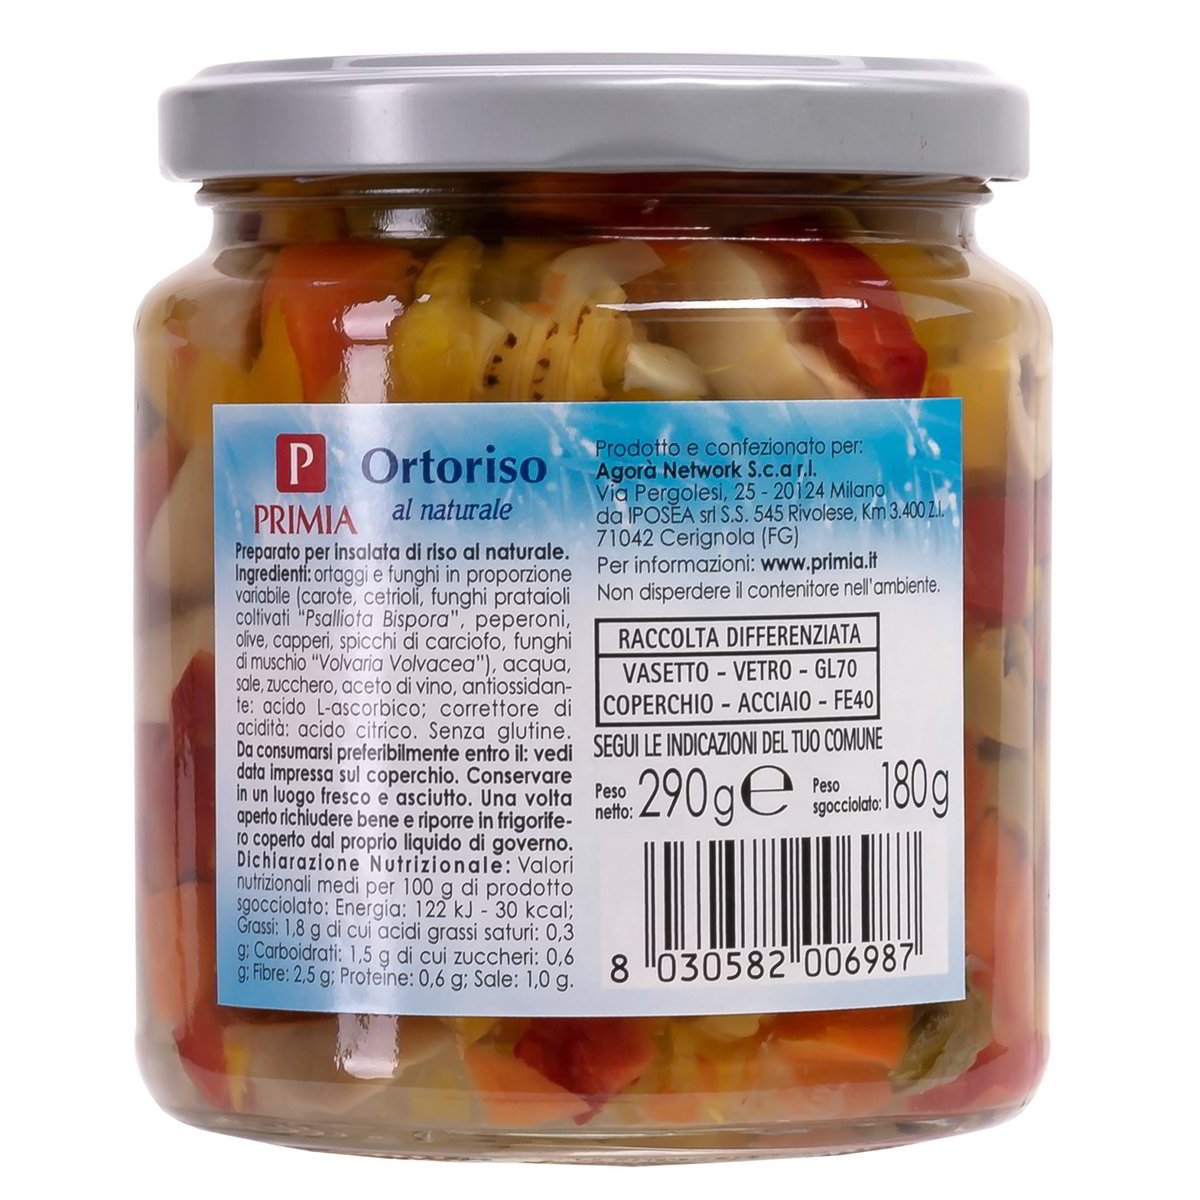 P
PRIMIA
Ortoriso
al naturale
Preparato per insalata di riso al naturale.
Ingredienti: ortaggi e funghi in proporzione
variabile (carote, cetrioli, funghi prataioli
coltivati "Psalliota Bispora", peperoni,
olive, capperi, spicchi di carciofo, funghi
di muschio "Volvaria Volvacea"), acqua,
sale, zucchero, aceto di vino, antiossidan-
te: acido L-ascorbico; correttore di
acidità: acido citrico. Senza glutine.
Da consumarsi preferibilmente entro il: vedi
data impressa sul coperchio. Conservare
in un luogo fresco e asciutto. Una volta
aperto richiudere bene e riporre in frigorife-
ro coperto dal proprio liquido di governo.
Dichiarazione Nutrizionale: Valori
nutrizionali medi per 100 g di prodotto
sgocciolato: Energia: 122 kJ - 30 kcal;
Grassi: 1,8 g di cui acidi grassi saturi: 0,3
g; Carboidrati: 1,5 g di cui zuccheri: 0,6
g; Fibre: 2,5 g; Proteine: 0,6 g; Sale: 1,0 g.
Prodotto e confezionato per:
Agorà Network S.c.a r.l.
Via Pergolesi, 25 - 20124 Milano
da IPOSEA srl S.S. 545 Rivolese, Km 3.400 Z.I.
71042 Cerignola (FG)
Per informazioni: www.primia.it
Non disperdere il contenitore nell'ambiente.
RACCOLTA DIFFERENZIATA
VASETTO - VETRO - GL70
COPERCHIO - ACCIAIO - FE40
SEGUI LE INDICAZIONI DEL TUO COMUNE
Peso netto: 290 g e Peso sgocciolato: 180g
8 030582 006987